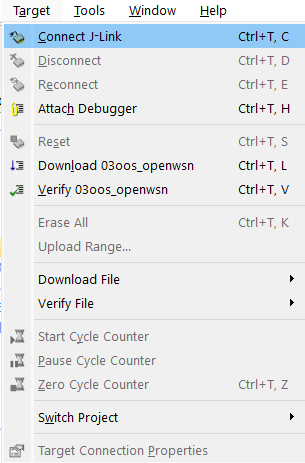 Target Tools Window Help
Connect J-Link Ctrl+T, C
Disconnect Ctrl+T, D
Reconnect Ctrl+T, E
Attach Debugger Ctrl+T, H
Reset Ctrl+T, S
Download 03oos_openwsn Ctrl+T, L
Verify 03oos_openwsn Ctrl+T, V
Erase All Ctrl+T, K
Upload Range...
Download File
Verify File
Start Cycle Counter
Pause Cycle Counter
Zero Cycle Counter Ctrl+T, Z
Switch Project
Target Connection Properties